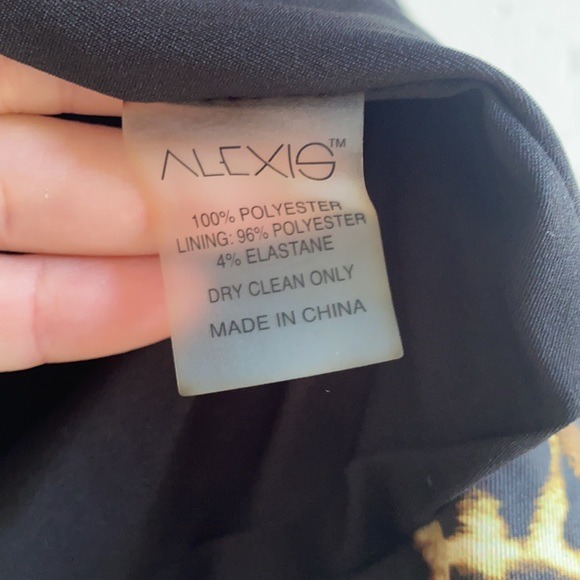 ALEXIS™
100% POLYESTER
LINING: 96% POLYESTER
4% ELASTANE
DRY CLEAN ONLY
MADE IN CHINA